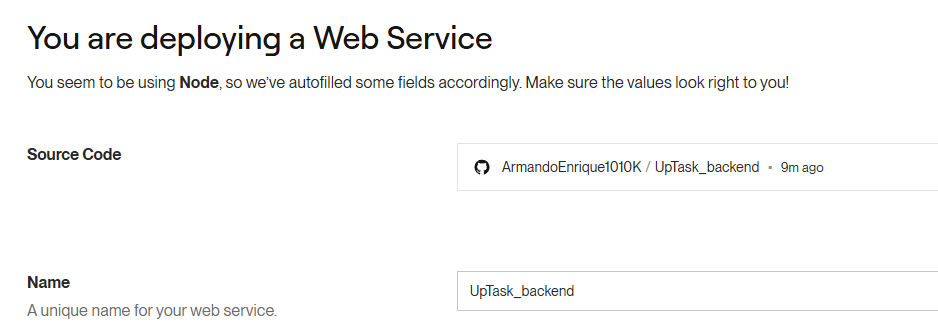 You are deploying a Web Service
You seem to be using Node, so we've autofilled some fields accordingly. Make sure the values look right to you!
Source Code
ArmandoEnrique1010K / UpTask_backend • 9m ago
Name
UpTask_backend
A unique name for your web service.